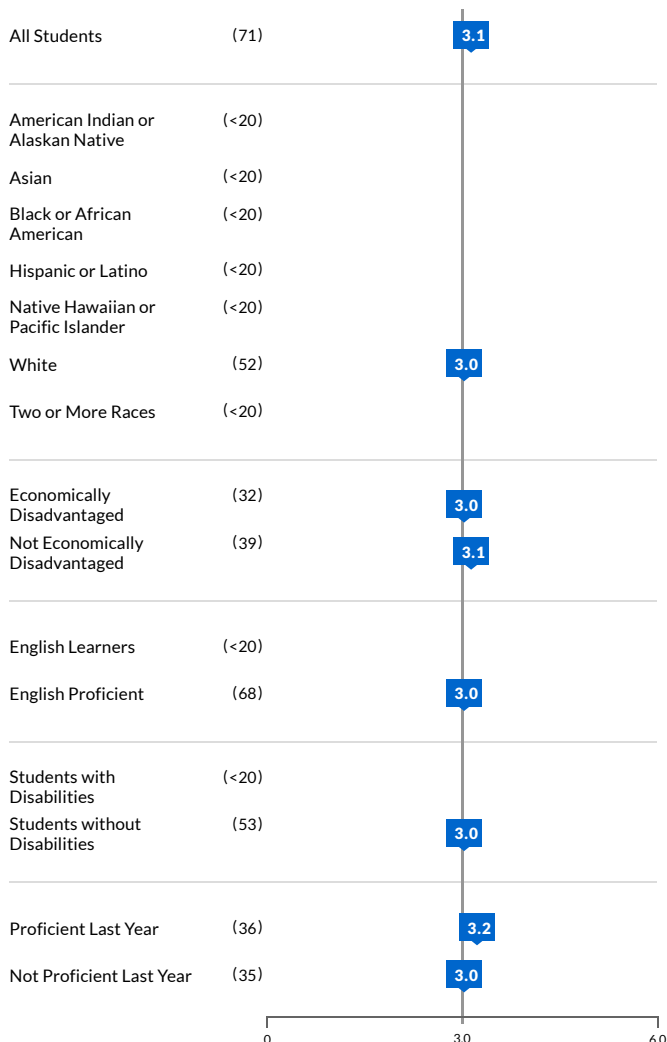 All Students (71) 3.1
American Indian or (<20)
Alaskan Native
Asian (<20)
Black or African (<20)
American
Hispanic or Latino (<20)
Native Hawaiian or (<20)
Pacific Islander
White (52) 3.0
Two or More Races (<20)
Economically (32) 3.0
Disadvantaged
Not Economically (39) 3.1
Disadvantaged
English Learners (<20)
English Proficient (68) 3.0
Students with (<20)
Disabilities
Students without (53) 3.0
Disabilities
Proficient Last Year (36) 3.2
Not Proficient Last Year (35) 3.0
0 3.0 6.0